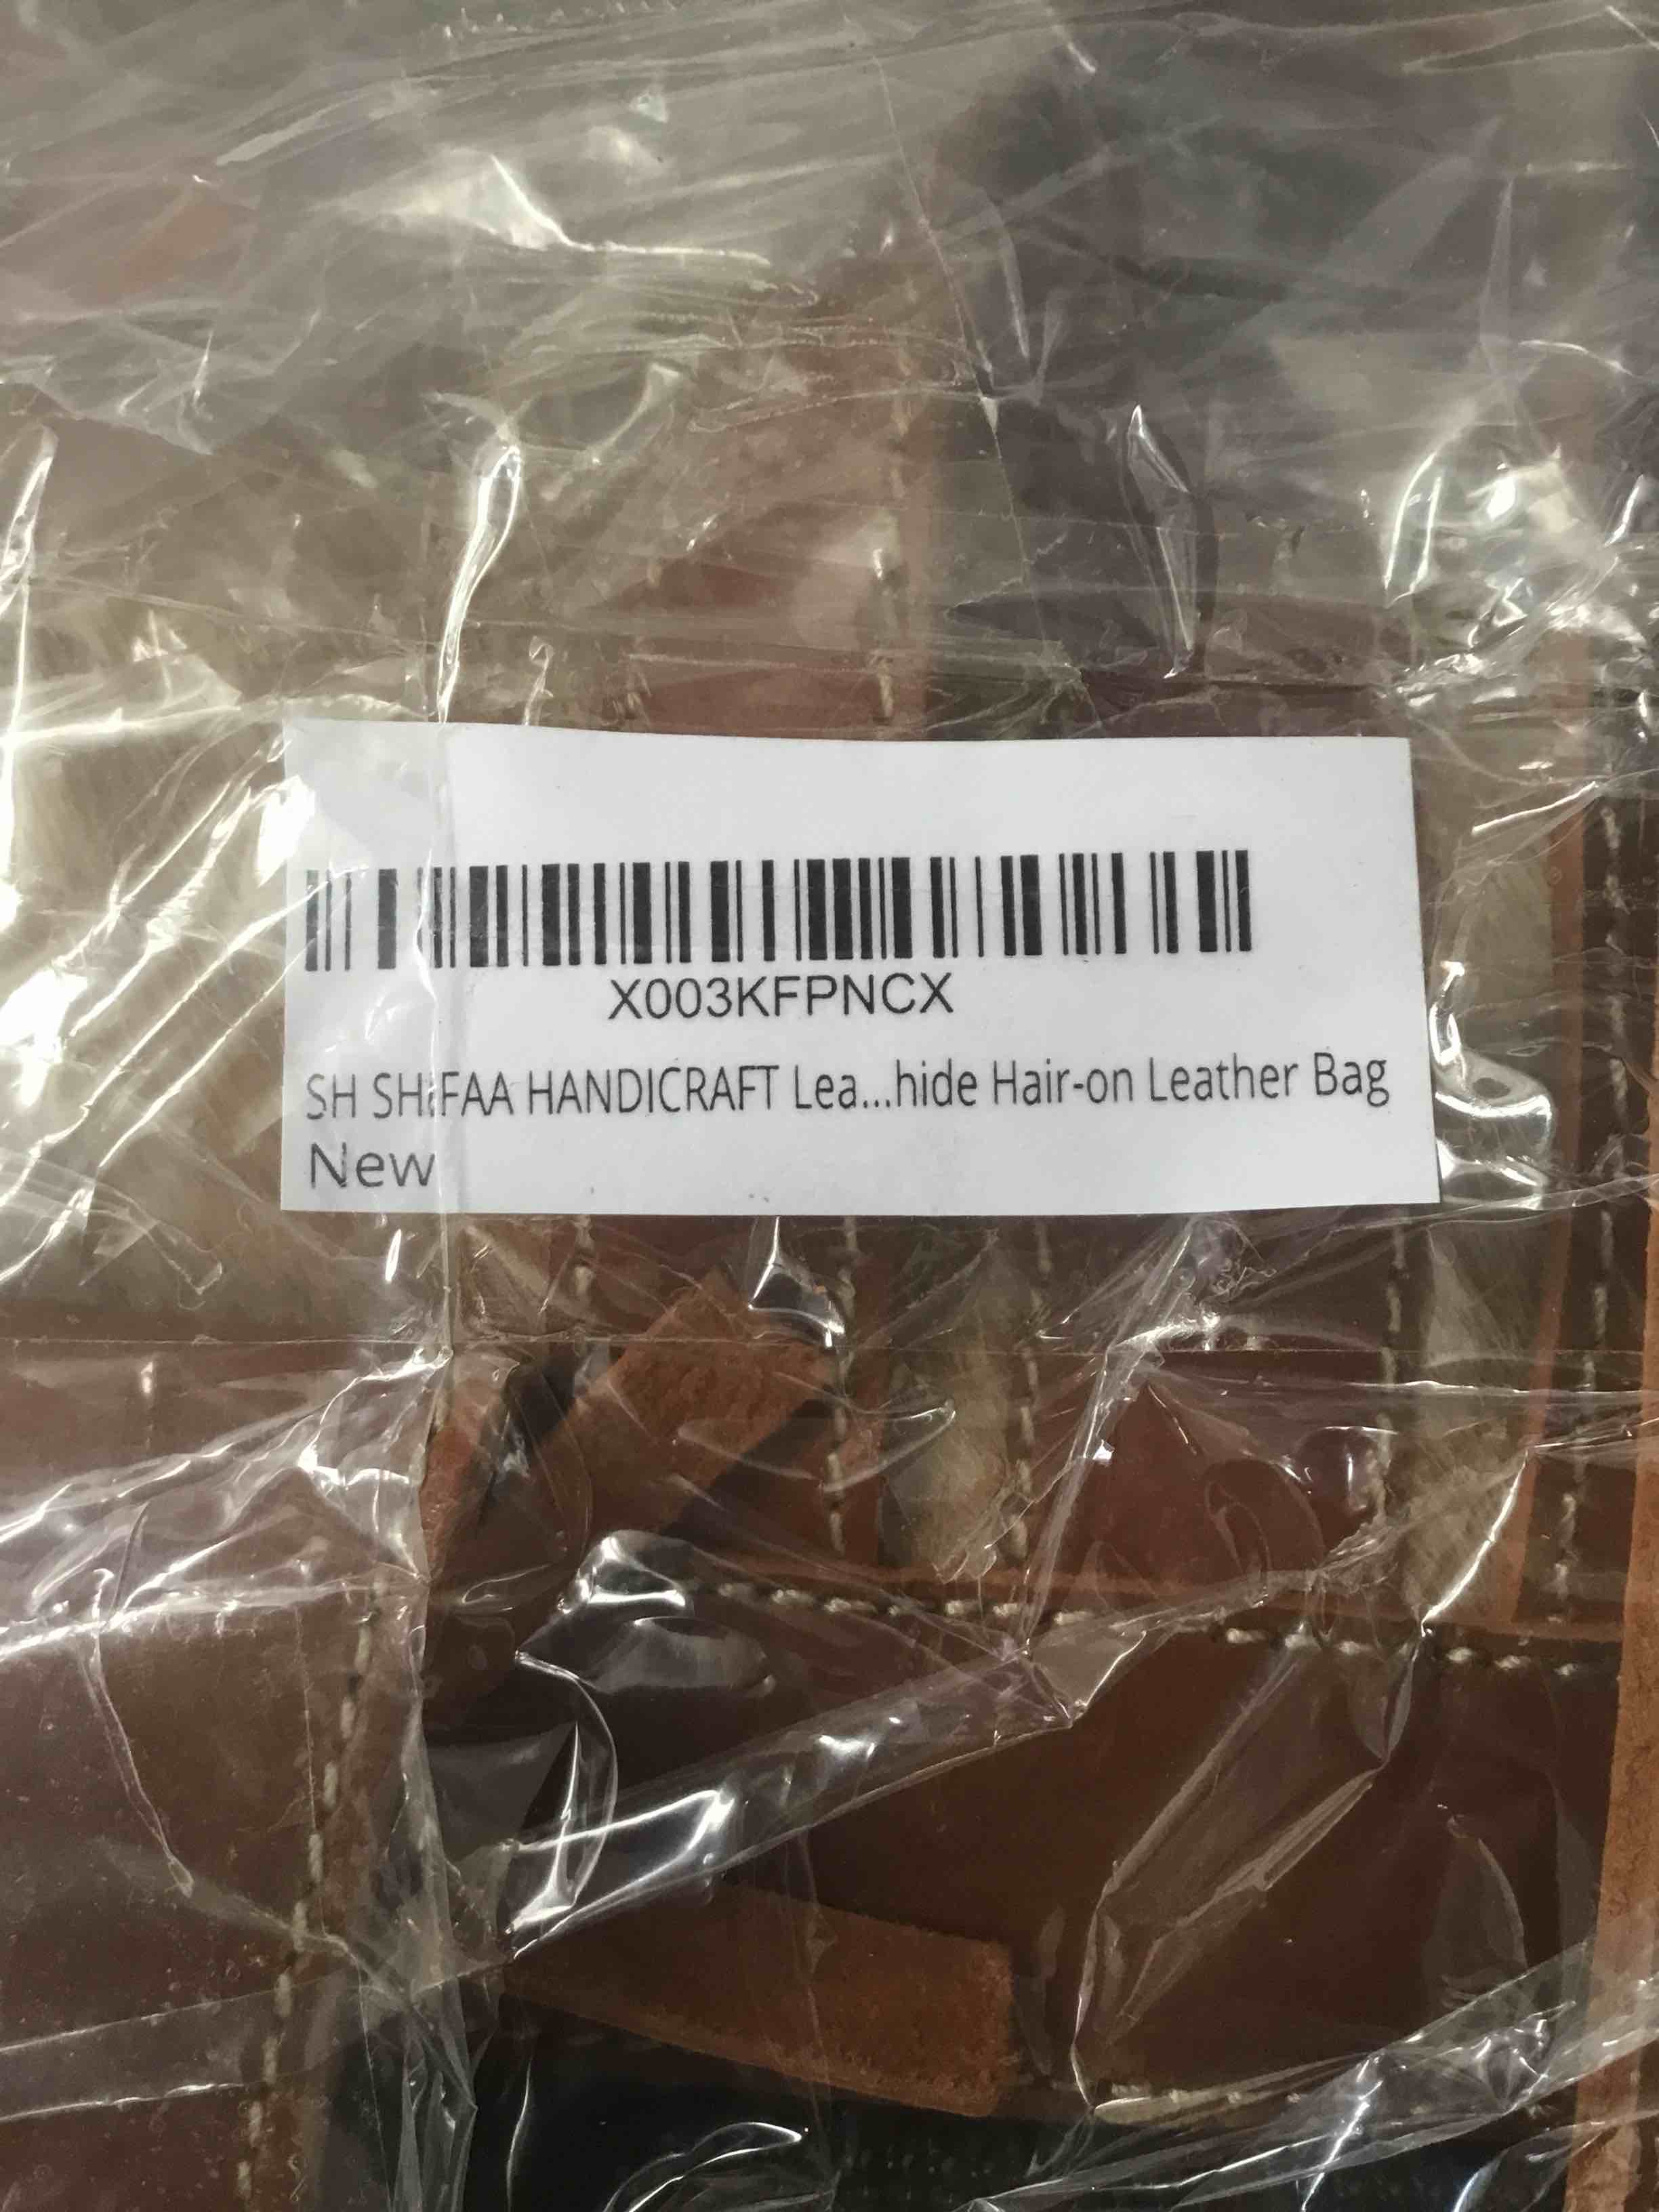 X003KFPNCX
SH SHIFAA HANDICRAFT Lea...hide Hair-on Leather Bag
New